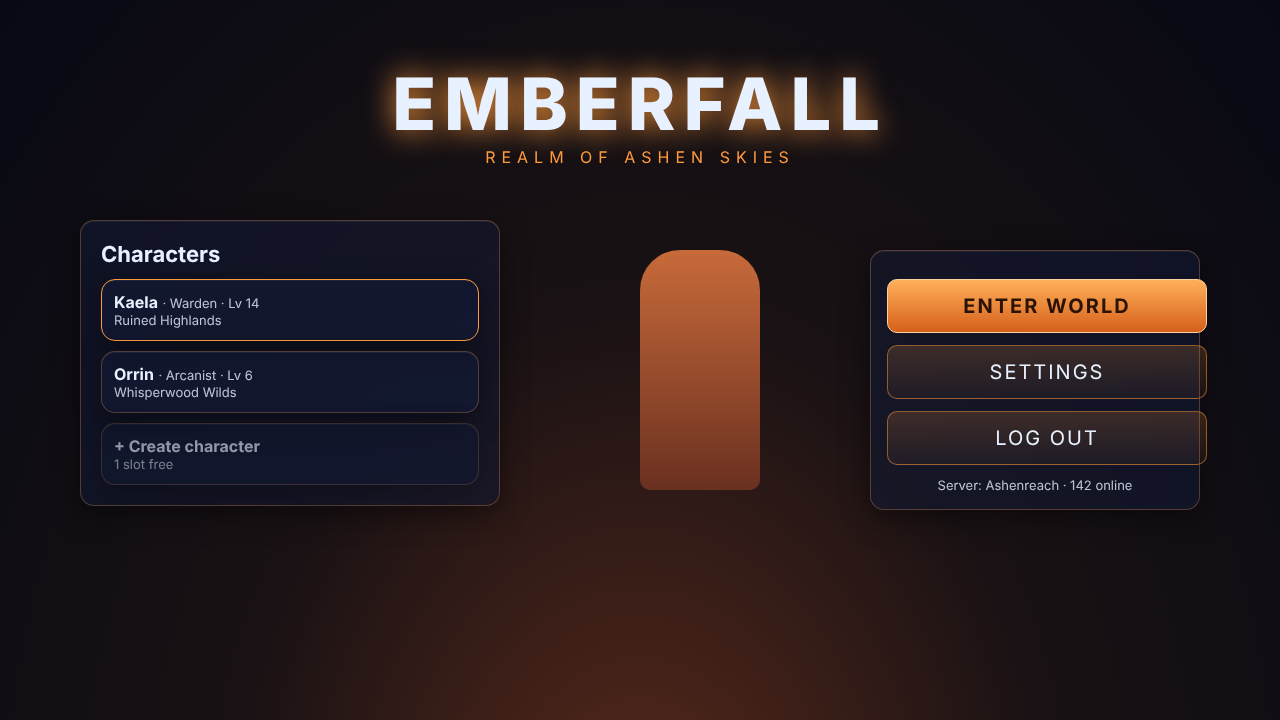 EMBERFALL
REALM OF ASHEN SKIES
Characters
Kaela · Warden · Lv 14
Ruined Highlands
Orrin · Arcanist · Lv 6
Whisperwood Wilds
+ Create character
1 slot free
ENTER WORLD
SETTINGS
LOG OUT
Server: Ashenreach · 142 online